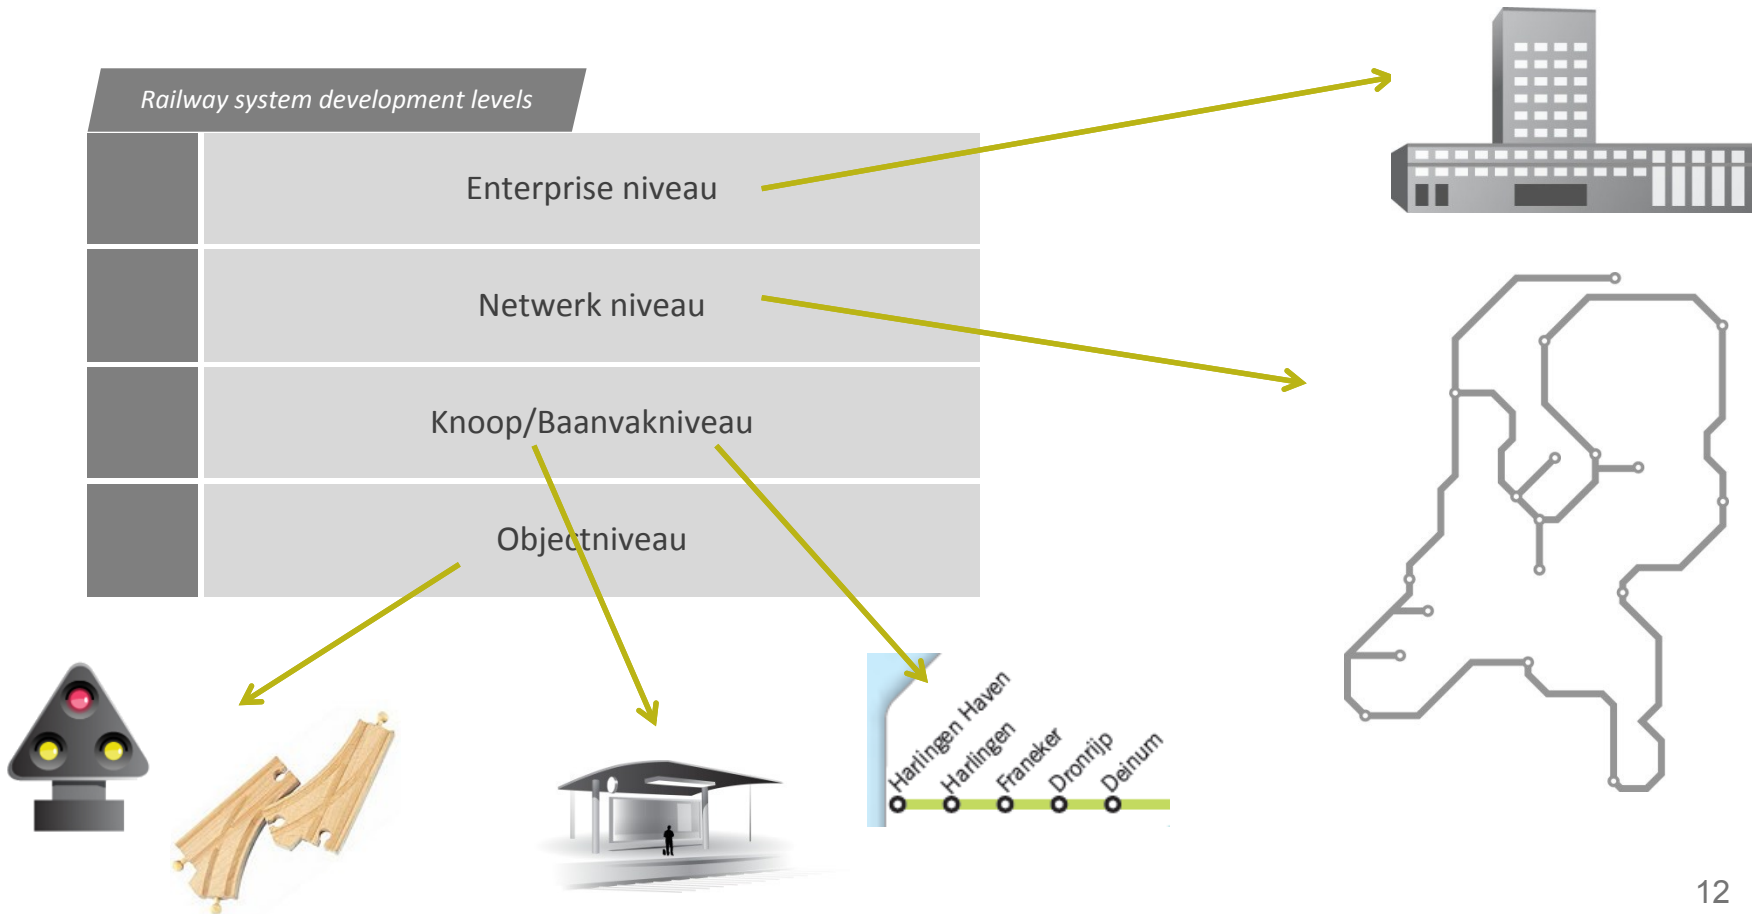 Railway system development levels
Enterprise niveau
Netwerk niveau
Knoop/Baanvakniveau
Objectniveau
Harlingen Haven
Harlingen
Franeker
Dronrijp
Deinum
12